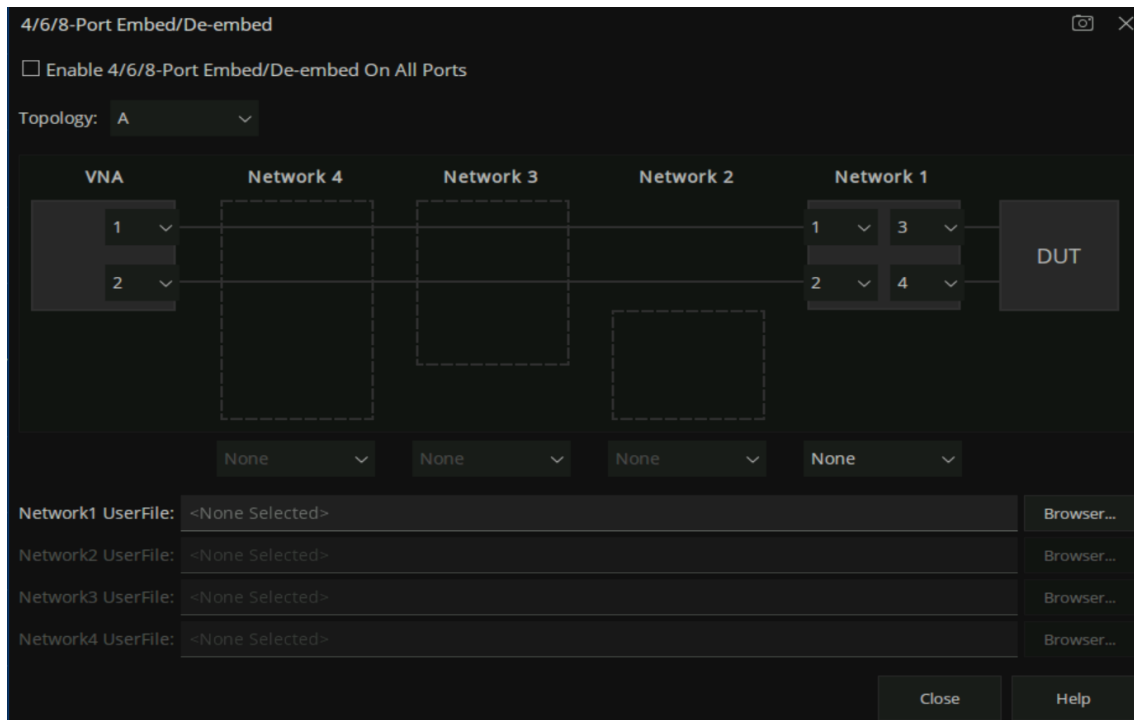 4/6/8-Port Embed/De-embed
Enable 4/6/8-Port Embed/De-embed On All Ports
Topology: A
VNA Network 4 Network 3 Network 2 Network 1
1 1 3
DUT
2 2 4
None None None None
Network1 UserFile: <None Selected> Browser...
Network2 UserFile: <None Selected> Browser...
Network3 UserFile: <None Selected> Browser...
Network4 UserFile: <None Selected> Browser...
Close Help